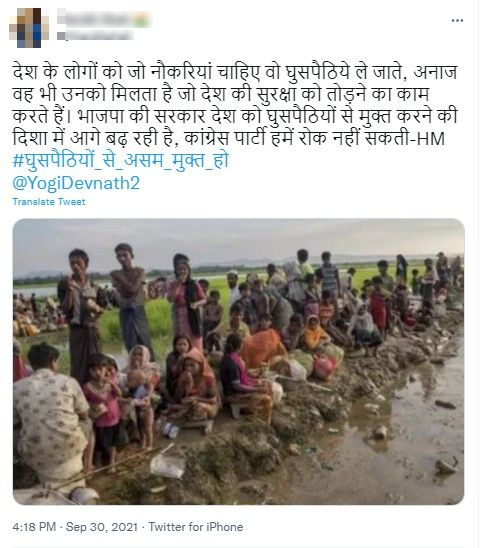 देश के लोगों को जो नौकरियां चाहिए वो घुसपैठिये ले जाते, अनाज
वह भी उनको मिलता है जो देश की सुरक्षा को तोड़ने का काम
करते हैं। भाजपा की सरकार देश को घुसपैठियों से मुक्त करने की
दिशा में आगे बढ़ रही है, कांग्रेस पार्टी हमें रोक नहीं सकती-HM
#घुसपैठियों_से_असम_मुक्त_हो
@YogiDevnath2
Translate Tweet
4:18 PM · Sep 30, 2021 · Twitter for iPhone